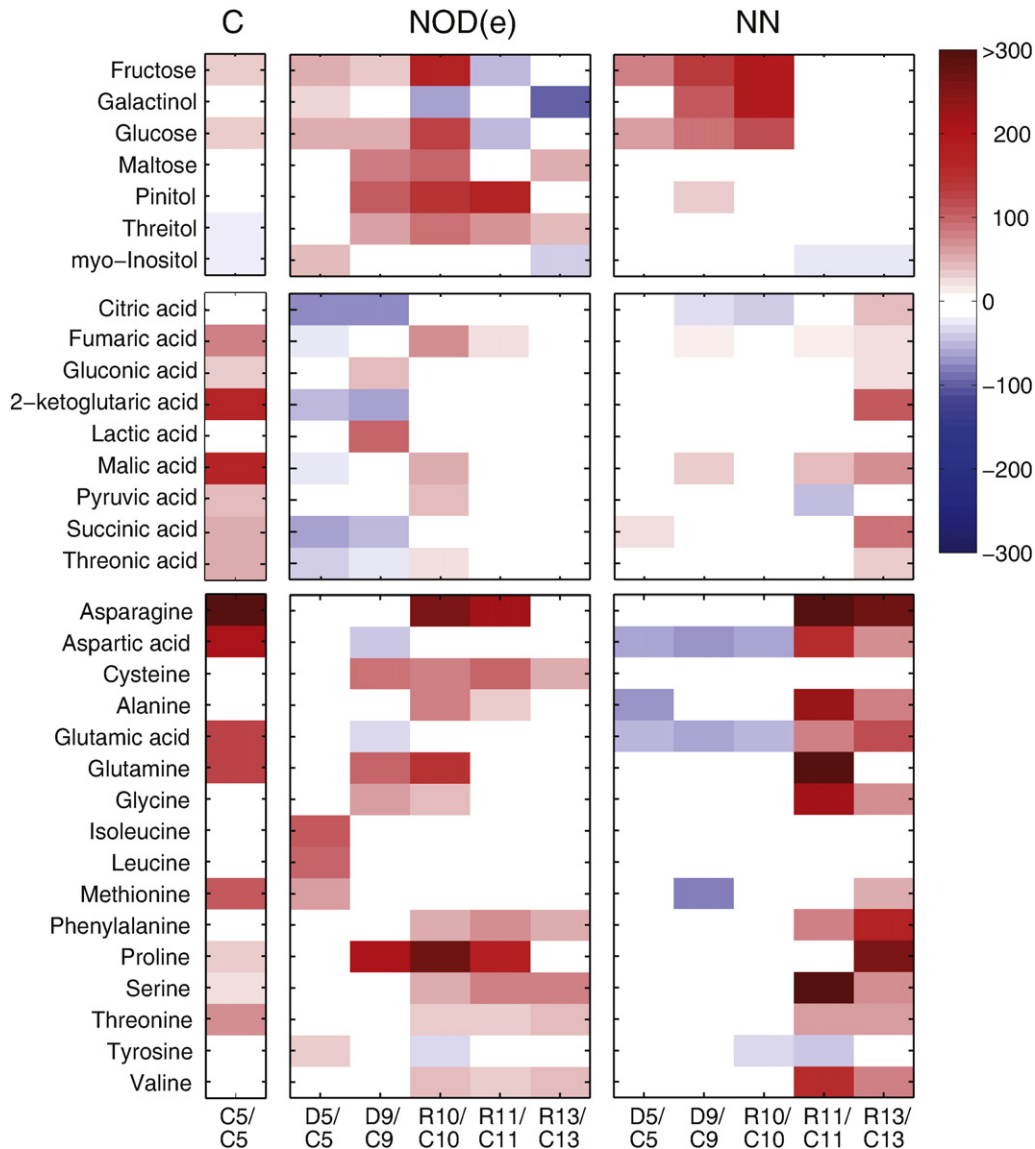 C NOD(e) NN
Fructose
Galactinol
Glucose
Maltose
Pinitol
Threitol
myo−Inositol
Citric acid
Fumaric acid
Gluconic acid
2−ketoglutaric acid
Lactic acid
Malic acid
Pyruvic acid
Succinic acid
Threonic acid
Asparagine
Aspartic acid
Cysteine
Alanine
Glutamic acid
Glutamine
Glycine
Isoleucine
Leucine
Methionine
Phenylalanine
Proline
Serine
Threonine
Tyrosine
Valine
C5/ D5/ D9/ R10/ R11/ R13/ D5/ D9/ R10/ R11/ R13/
C5 C5 C9 C10 C11 C13 C5 C9 C10 C11 C13
>300
200
100
0
−100
−200
−300